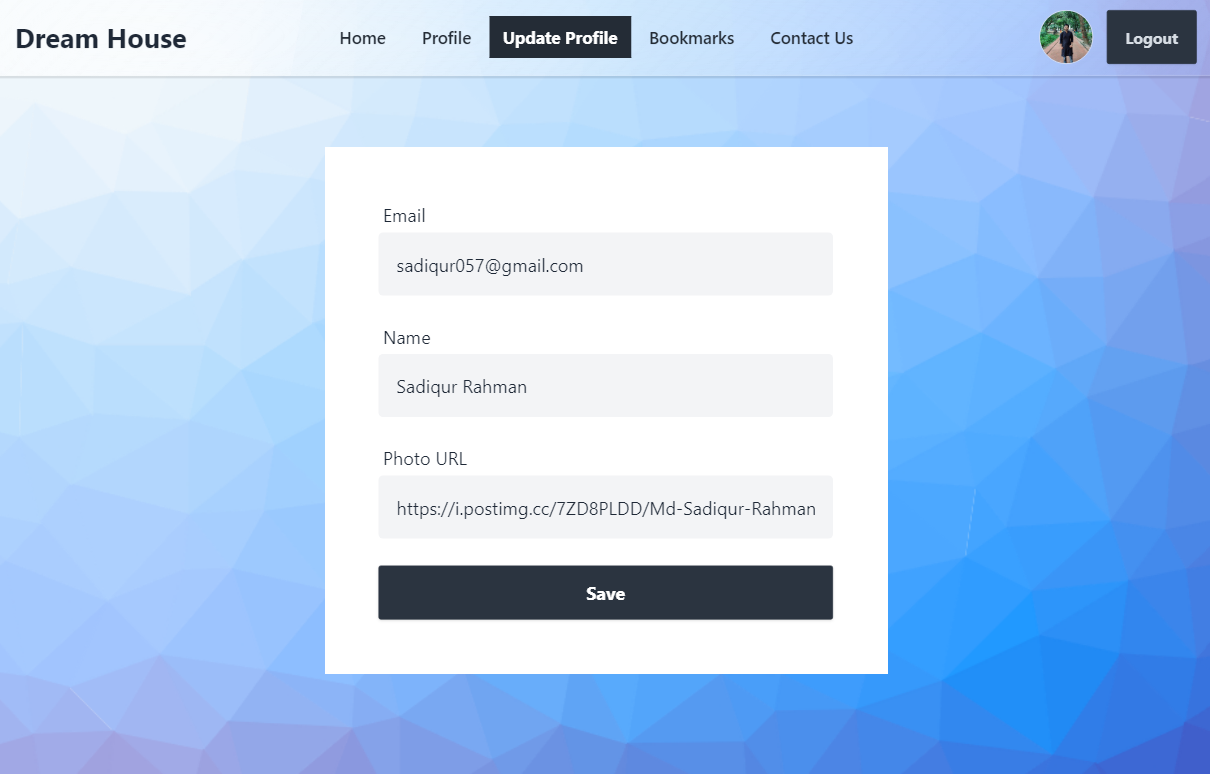 Dream House
Home Profile Update Profile Bookmarks Contact Us
Logout
Email
sadiqur057@gmail.com
Name
Sadiqur Rahman
Photo URL
https://i.postimg.cc/7ZD8PLDD/Md-Sadiqur-Rahman
Save